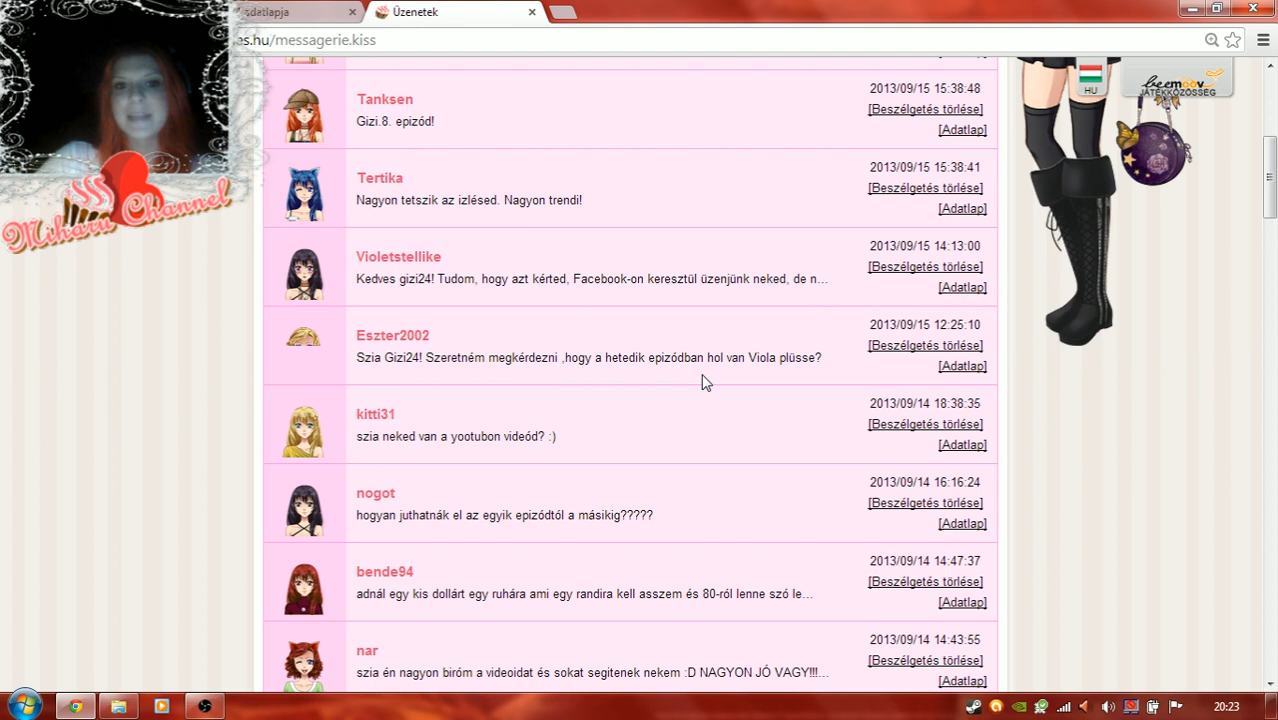 sdatlapja
Üzenetek
es.hu/messagerie.kiss
Miharu Channel
HU
beemoov
JÁTÉKKÖZÖSSÉG
Tanksen
Gizi.8. epizód!
2013/09/15 15:38:48
[Beszélgetés törlése]
[Adatlap]
Tertika
Nagyon tetszik az izlésed. Nagyon trendi!
2013/09/15 15:38:41
[Beszélgetés törlése]
[Adatlap]
Violetstellike
Kedves gizi24! Tudom, hogy azt kérted, Facebook-on keresztül üzenjünk neked, de n...
2013/09/15 14:13:00
[Beszélgetés törlése]
[Adatlap]
Eszter2002
Szia Gizi24! Szeretném megkérdezni ,hogy a hetedik epizódban hol van Viola plüsse?
2013/09/15 12:25:10
[Beszélgetés törlése]
[Adatlap]
kitti31
szia neked van a yootubon videód? :)
2013/09/14 18:38:35
[Beszélgetés törlése]
[Adatlap]
nogot
hogyan juthatnák el az egyik epizódtól a másikig?????
2013/09/14 16:16:24
[Beszélgetés törlése]
[Adatlap]
bende94
adnál egy kis dollárt egy ruhára ami egy randira kell asszem és 80-ról lenne szó le...
2013/09/14 14:47:37
[Beszélgetés törlése]
[Adatlap]
nar
szia én nagyon biróm a videoidat és sokat segitenek nekem :D NAGYON JÓ VAGY!!!...
2013/09/14 14:43:55
[Beszélgetés törlése]
[Adatlap]
20:23